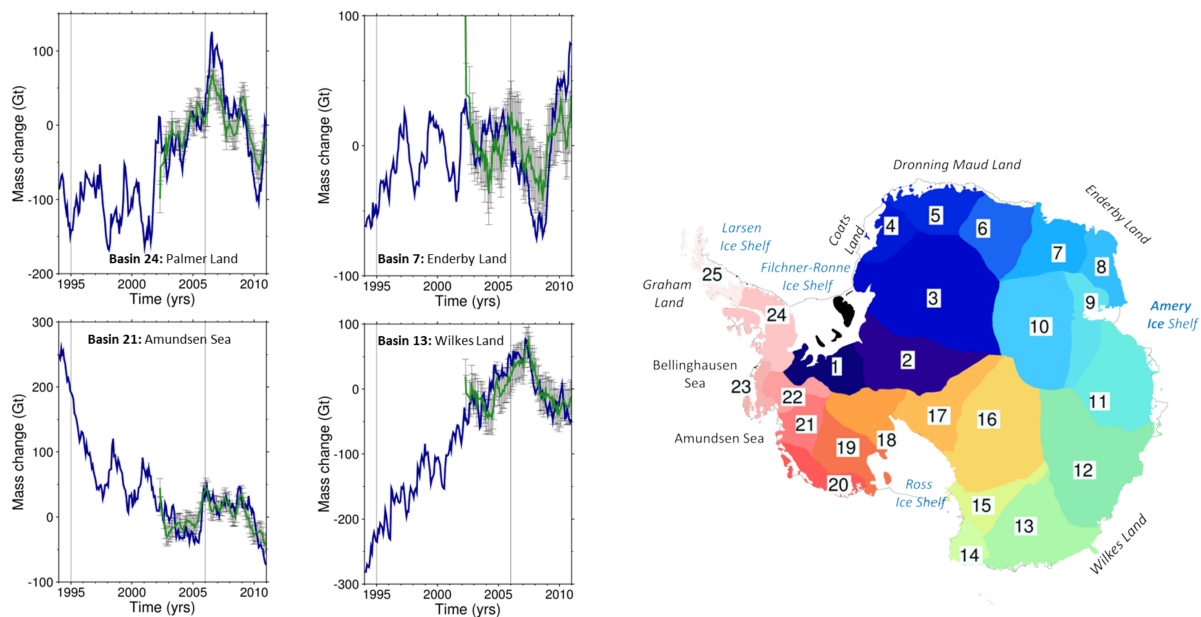 100
0
-100
-200
Mass change (Gt)
Basin 24: Palmer Land
1995
2000
2005
2010
Time (yrs)
100
0
-100
Mass change (Gt)
Basin 7: Enderby Land
1995
2000
2005
2010
Time (yrs)
300
200
100
0
-100
Mass change (Gt)
Basin 21: Amundsen Sea
1995
2000
2005
2010
Time (yrs)
100
0
-100
-200
-300
Mass change (Gt)
Basin 13: Wilkes Land
1995
2000
2005
2010
Time (yrs)
Dronning Maud Land
Enderby Land
Coats
Land
Larsen
Ice Shelf
Filchner-Ronne
Ice Shelf
Graham
Land
Amery
Ice Shelf
Bellinghausen
Sea
Amundsen Sea
Ross
Ice Shelf
Wilkes Land
4
5
6
7
8
25
3
9
24
10
1
2
23
22
11
21
17
16
19
18
12
20
15
13
14